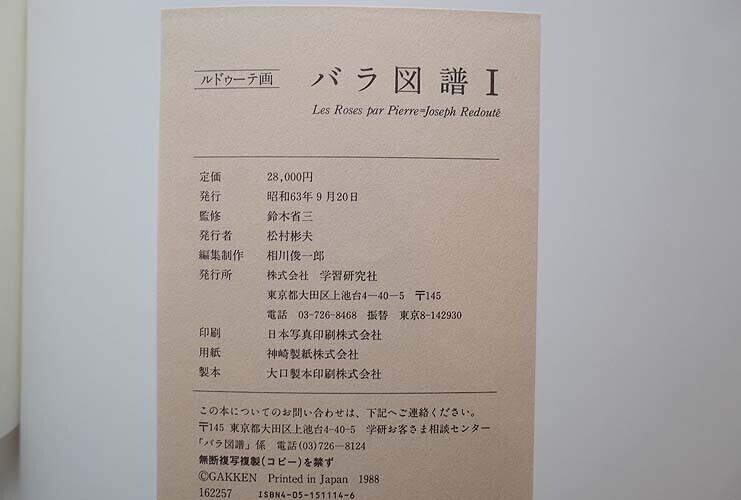 ルドゥーテ画 バラ図譜 I
Les Roses par Pierre=Joseph Redouté
定価 28,000円
発行 昭和63年9月20日
監修 鈴木省三
発行者 松村彬夫
編集制作 相川俊一郎
発行所 株式会社 学習研究社
東京都大田区上池台4―40―5 〒145
電話 03-726-8468 振替 東京8-142930
印刷 日本写真印刷株式会社
用紙 神崎製紙株式会社
製本 大口製本印刷株式会社
この本についてのお問い合わせは、下記へご連絡ください。
〒145 東京都大田区上池台4-40-5 学研お客さま相談センター
「バラ図譜」係 電話(03)726―8124
無断複写複製(コピー)を禁ず
©GAKKEN Printed in Japan 1988
162257 ISBN4-05-151114-6